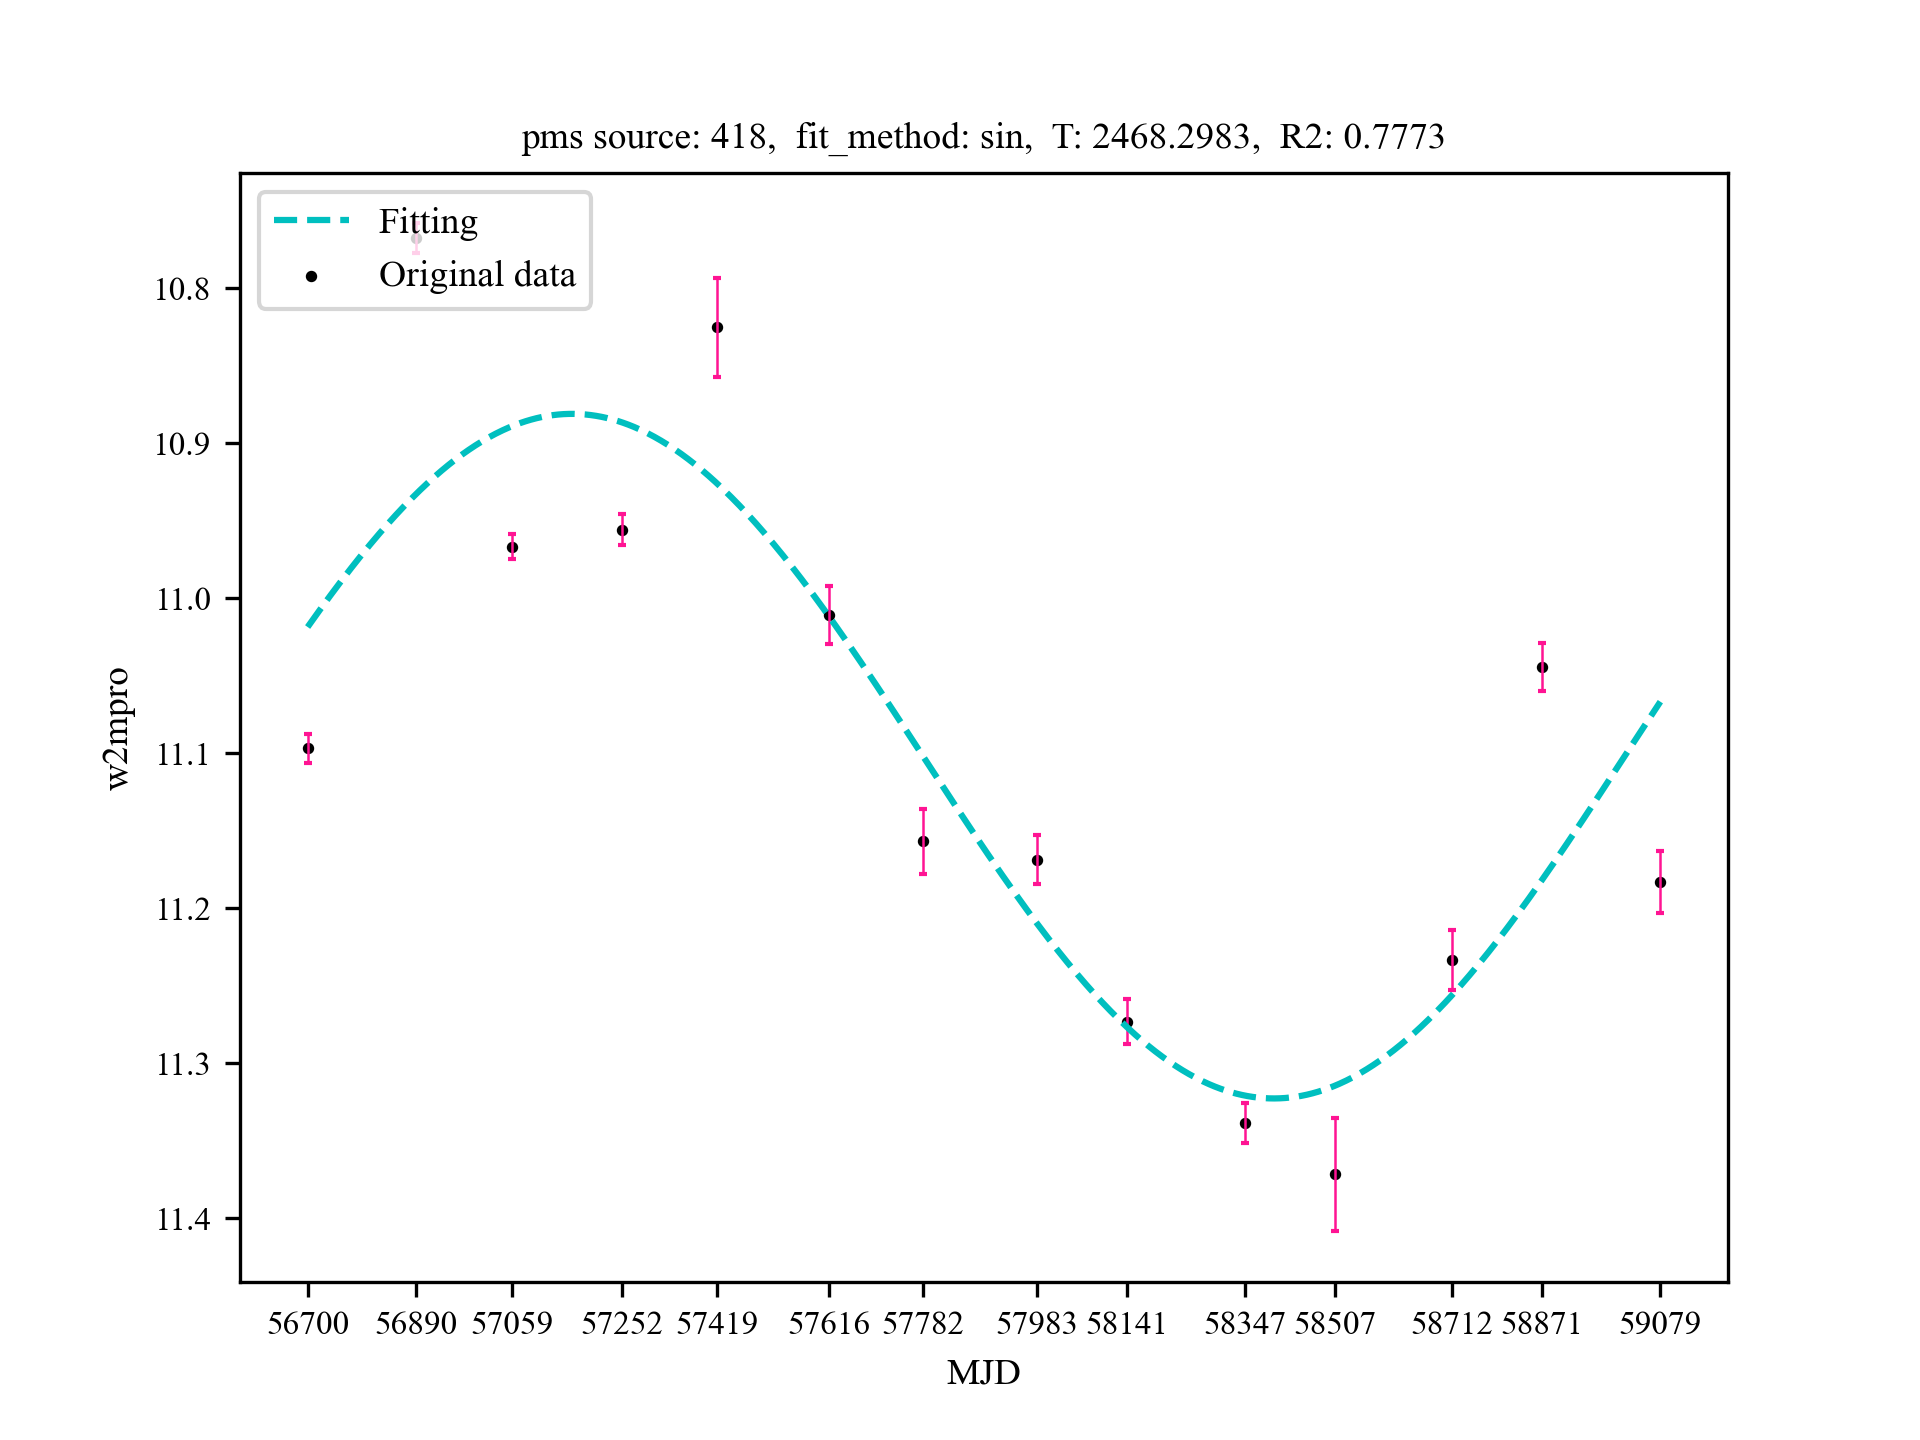 pms source: 418,  fit_method: sin,  T: 2468.2983,  R2: 0.7773
Fitting
Original data
10.8
10.9
11.0
11.1
11.2
11.3
11.4
w2mpro
56700 56890 57059 57252 57419 57616 57782 57983 58141 58347 58507 58712 58871 59079
MJD